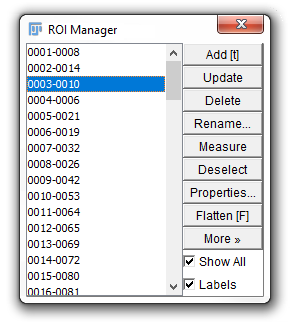 ROI Manager
0001-0008
0002-0014
0003-0010
0004-0006
0005-0021
0006-0019
0007-0032
0008-0026
0009-0042
0010-0053
0011-0064
0012-0065
0013-0069
0014-0072
0015-0080
0016-0081
Add [t]
Update
Delete
Rename...
Measure
Deselect
Properties...
Flatten [F]
More »
Show All
Labels